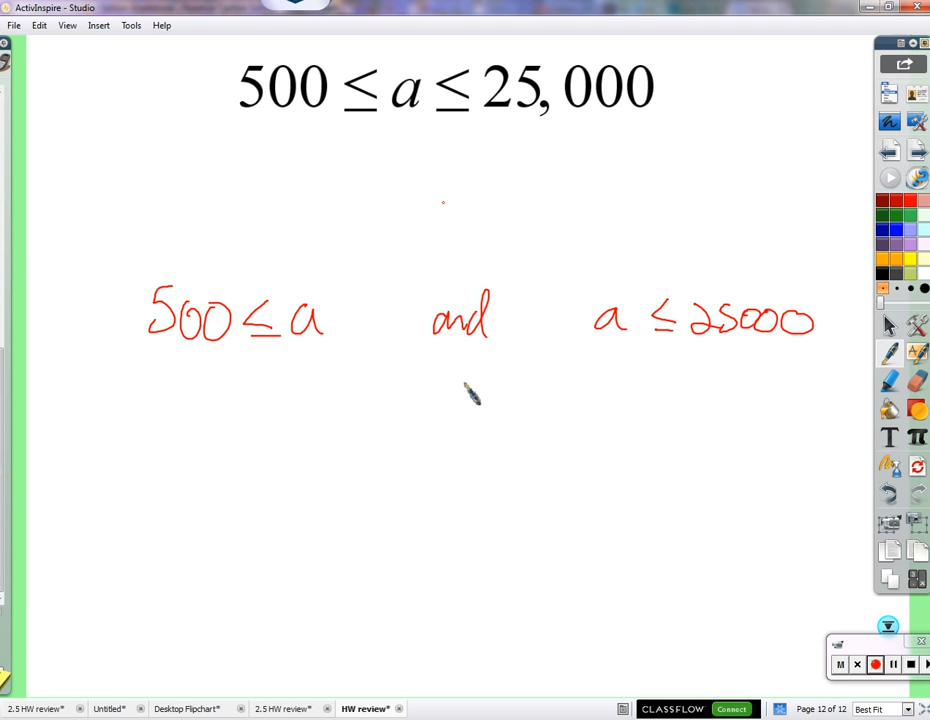 ActivInspire - Studio
File Edit View Insert Tools Help
500 ≤ a ≤ 25,000
500 ≤ a and a ≤ 25000
M
2.5 HW review* Untitled* Desktop Flipchart* 2.5 HW review* HW review* CLASSFLOW Connect Page 12 of 12 Best Fit